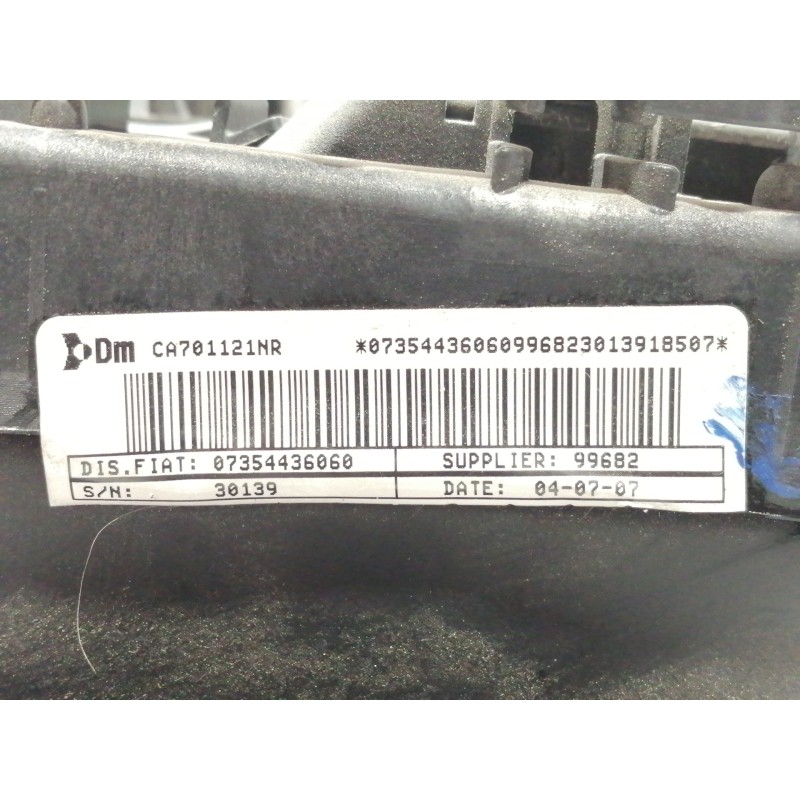 Dm CA701121NR *07354436060996823013918507*
DIS.FIAT: 07354436060 SUPPLIER: 99682
S/N: 30139 DATE: 04-07-07